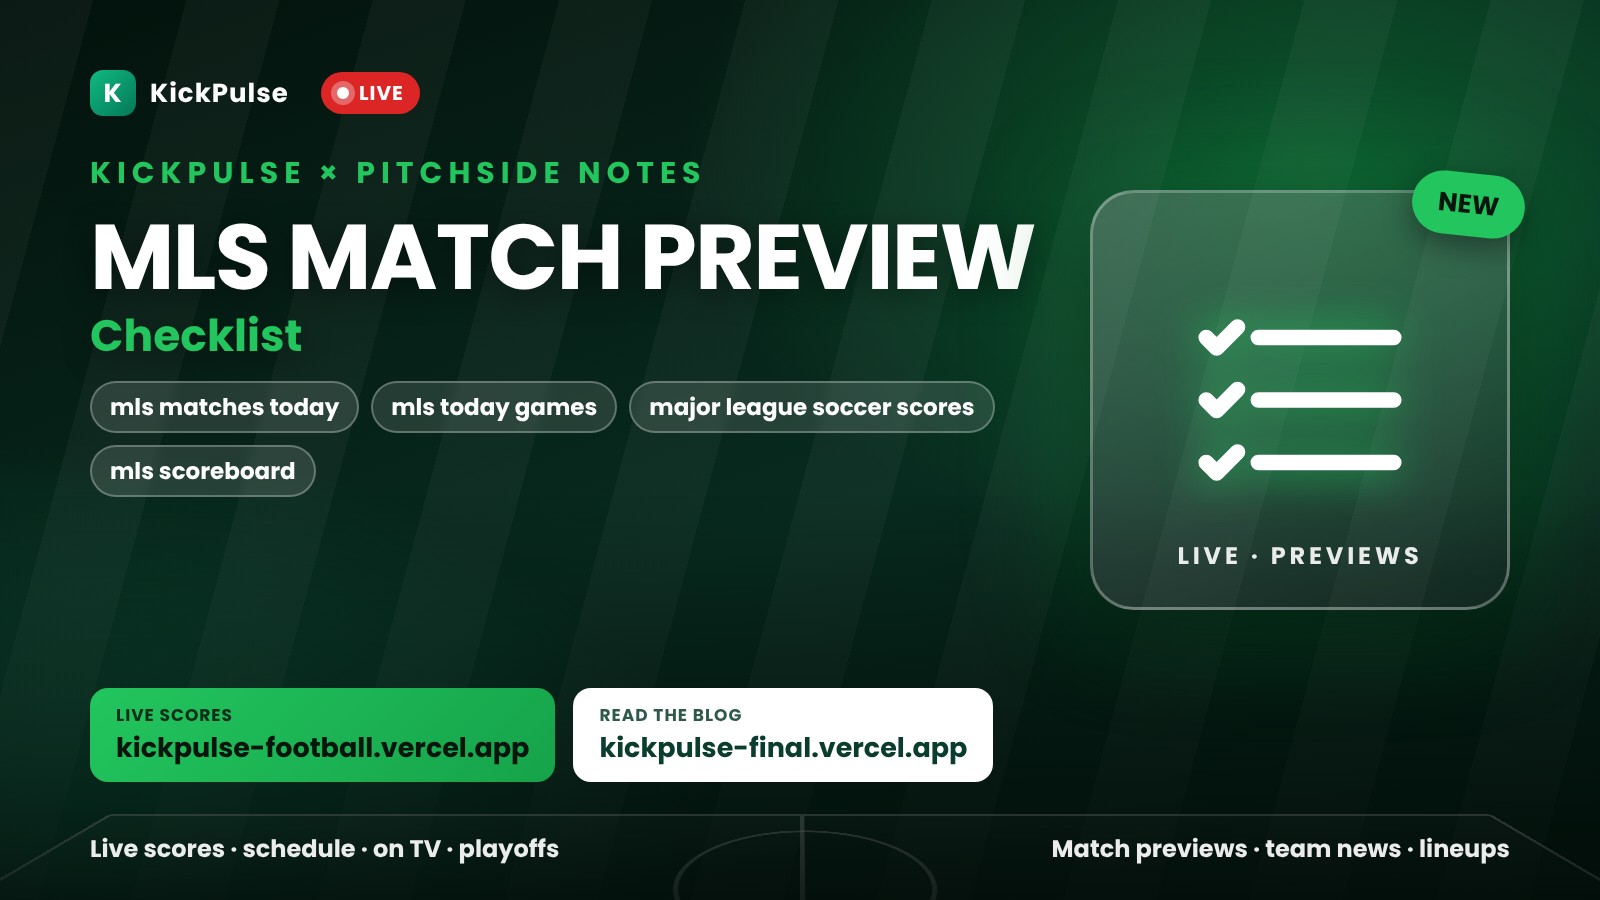 K KickPulse LIVE
KICKPULSE × PITCHSIDE NOTES
MLS MATCH PREVIEW
Checklist
mls matches today
mls today games
major league soccer scores
mls scoreboard
NEW
LIVE · PREVIEWS
LIVE SCORES
kickpulse-football.vercel.app
READ THE BLOG
kickpulse-final.vercel.app
Live scores · schedule · on TV · playoffs
Match previews · team news · lineups